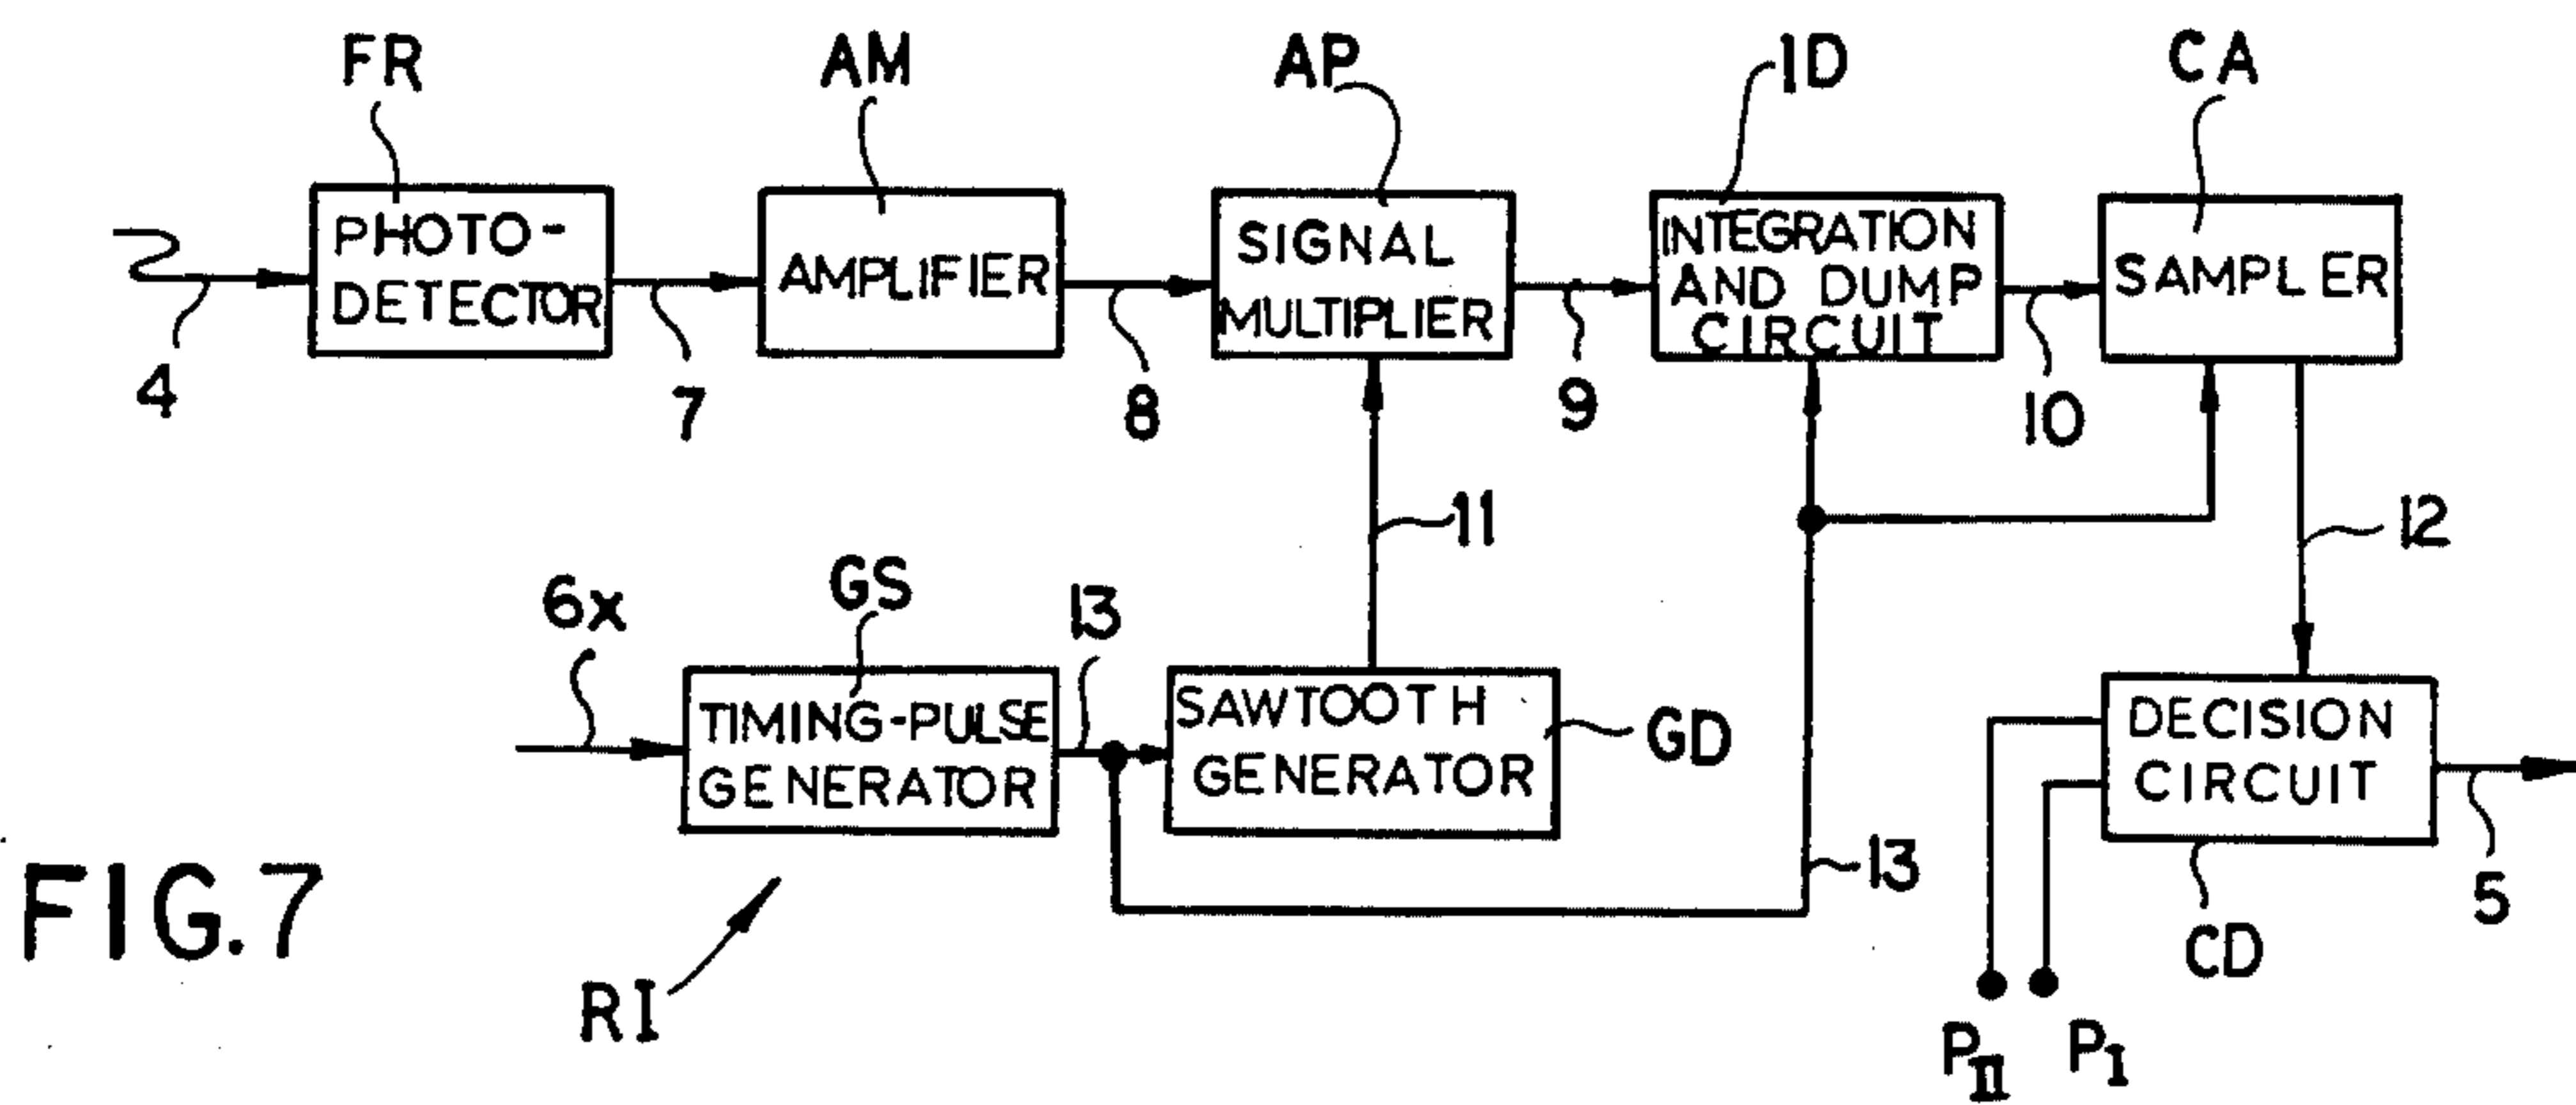 FR
AM
AP
ID
CA
PHOTO-
DETECTOR
AMPLIFIER
SIGNAL
MULTIPLIER
INTEGRATION
AND DUMP
CIRCUIT
SAMPLER
4
7
8
9
10
11
12
6x
GS
13
TIMING-PULSE
GENERATOR
SAWTOOTH
GENERATOR
GD
DECISION
CIRCUIT
13
5
CD
FIG.7
RI
PII
PI